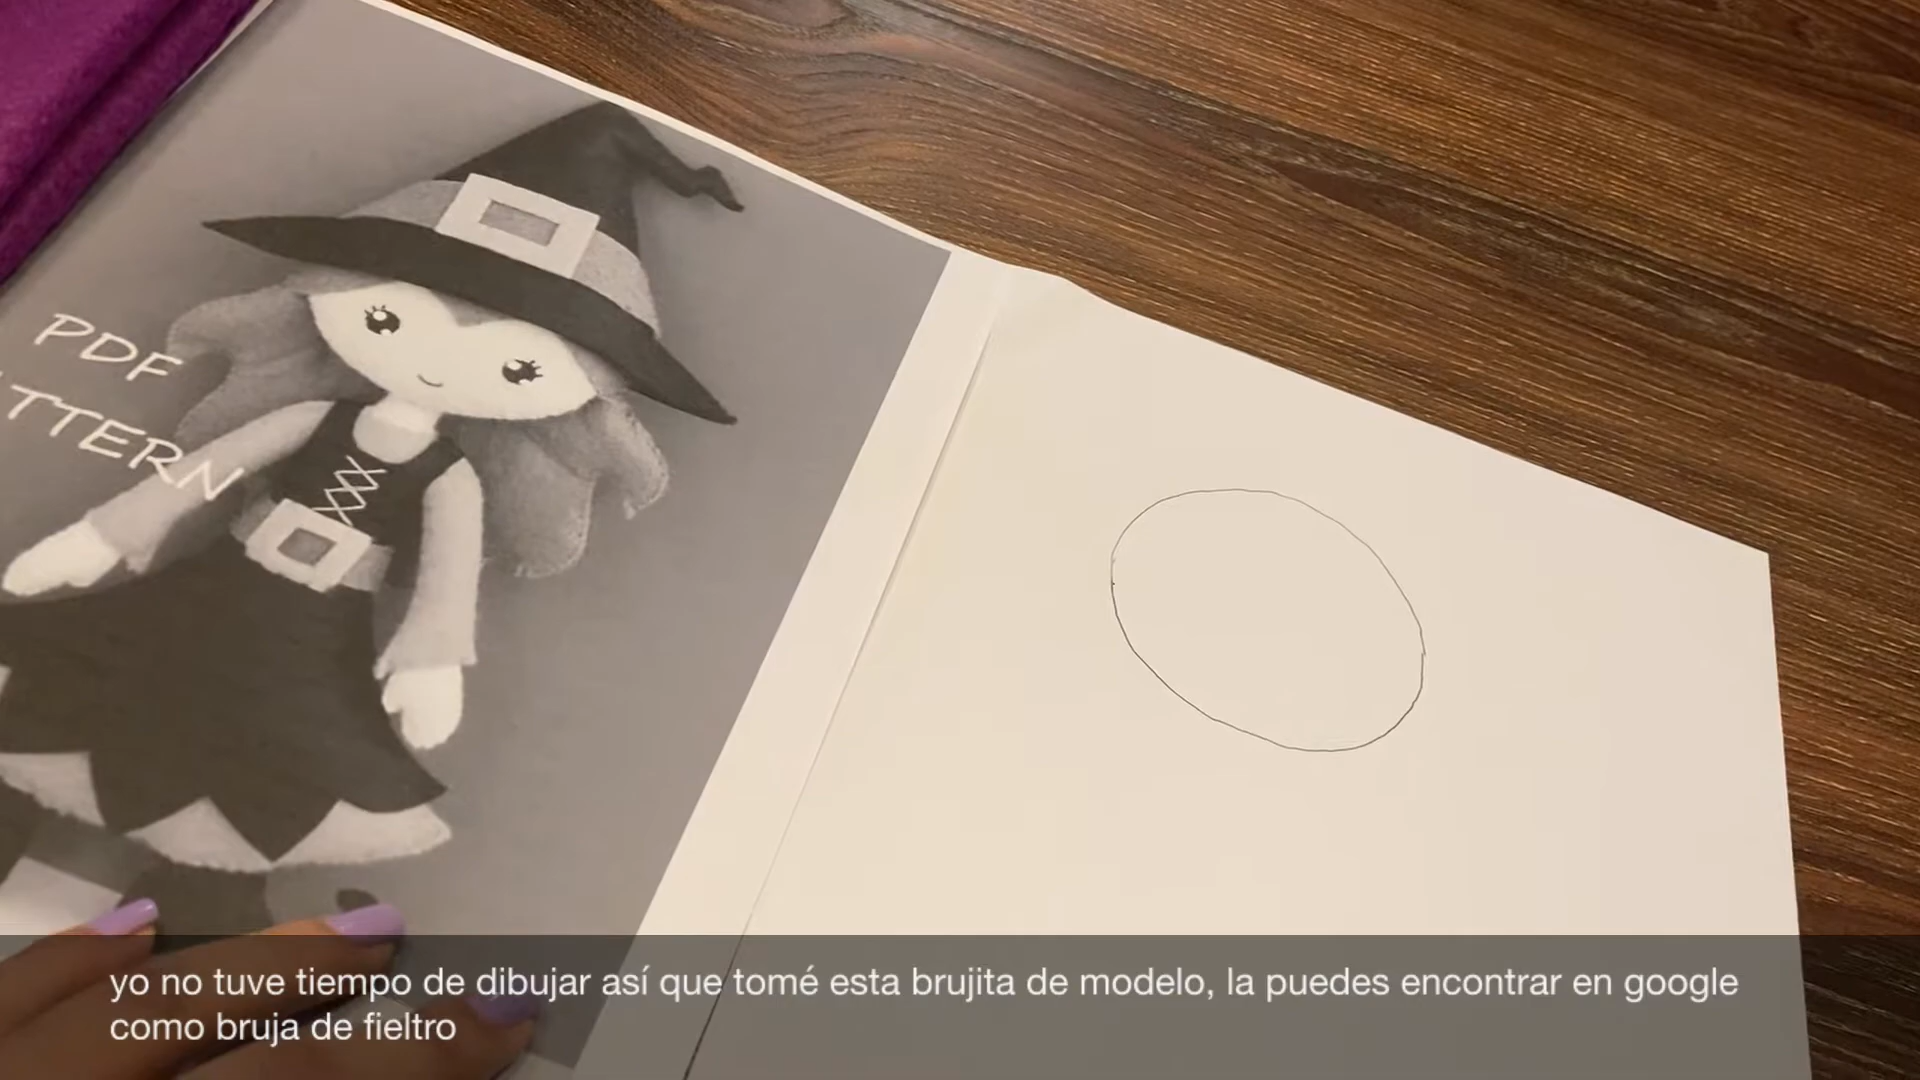 PDF
TTERN
yo no tuve tiempo de dibujar así que tomé esta brujita de modelo, la puedes encontrar en google
como bruja de fieltro